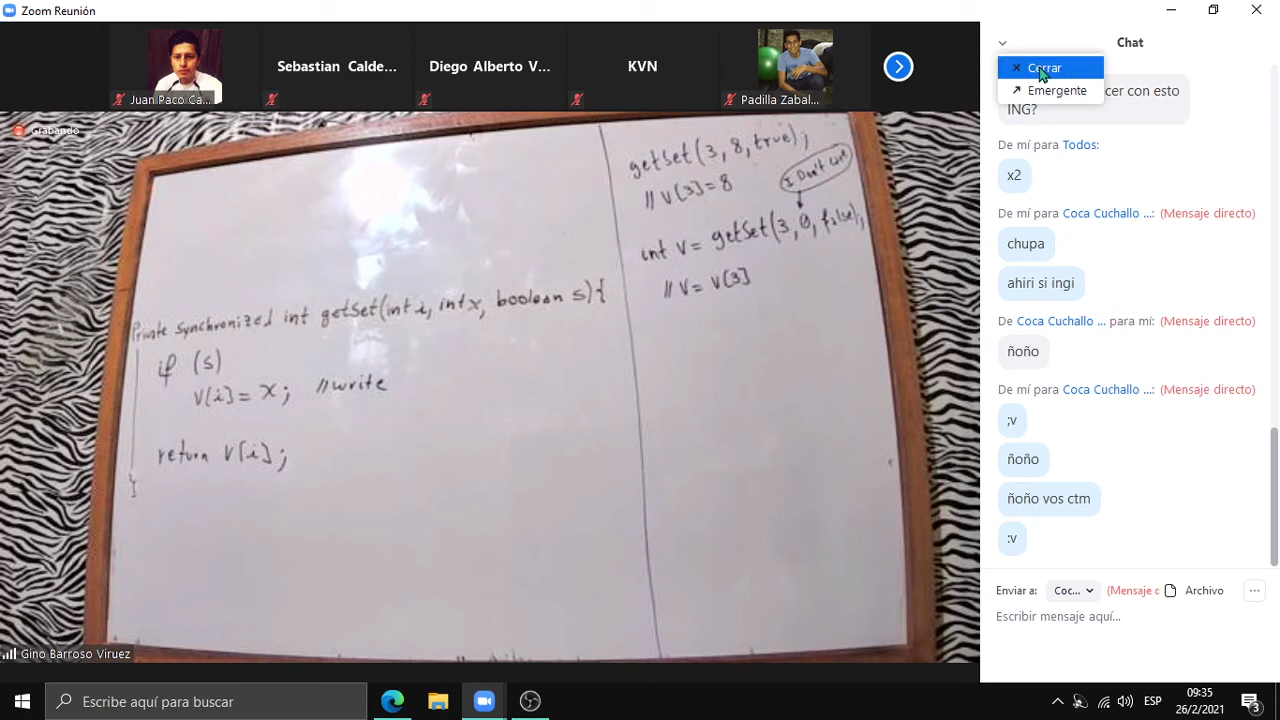 Zoom Reunión
Juan Paco Ca...
Sebastian Calde...
Diego Alberto V...
KVN
Padilla Zabal...
Grabando
Private synchronized int getSet(int i, int x, boolean s){
if (s)
v[i]= x; //write
return v[i];
}
getSet(3, 8, true);
// v[3]=8
I Don't care
int v= getSet(3, 0, false);
// v= v[3]
Gino Barroso Viruez
Chat
Cerrar
Emergente
cer con esto
ING?
De mí para Todos:
x2
De mí para Coca Cuchallo ...: (Mensaje directo)
chupa
ahiri si ingi
De Coca Cuchallo ... para mí: (Mensaje directo)
ñoño
De mí para Coca Cuchallo ...: (Mensaje directo)
;v
ñoño
ñoño vos ctm
:v
Enviar a: Coc... (Mensaje d Archivo ...
Escribir mensaje aquí...
Escribe aquí para buscar
ESP
09:35
26/2/2021
3